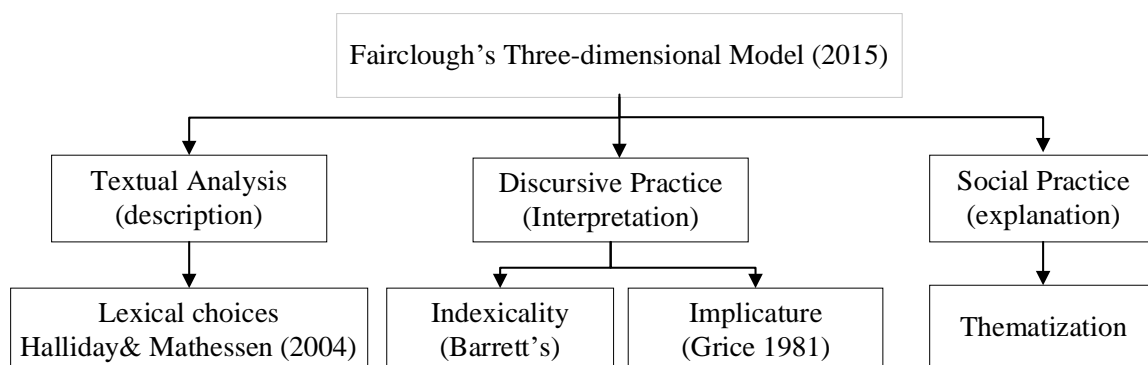 Fairclough’s Three-dimensional Model (2015)
Textual Analysis
(description)
Discursive Practice
(Interpretation)
Social Practice
(explanation)
Lexical choices
Halliday& Mathessen (2004)
Indexicality
(Barrett’s)
Implicature
(Grice 1981)
Thematization